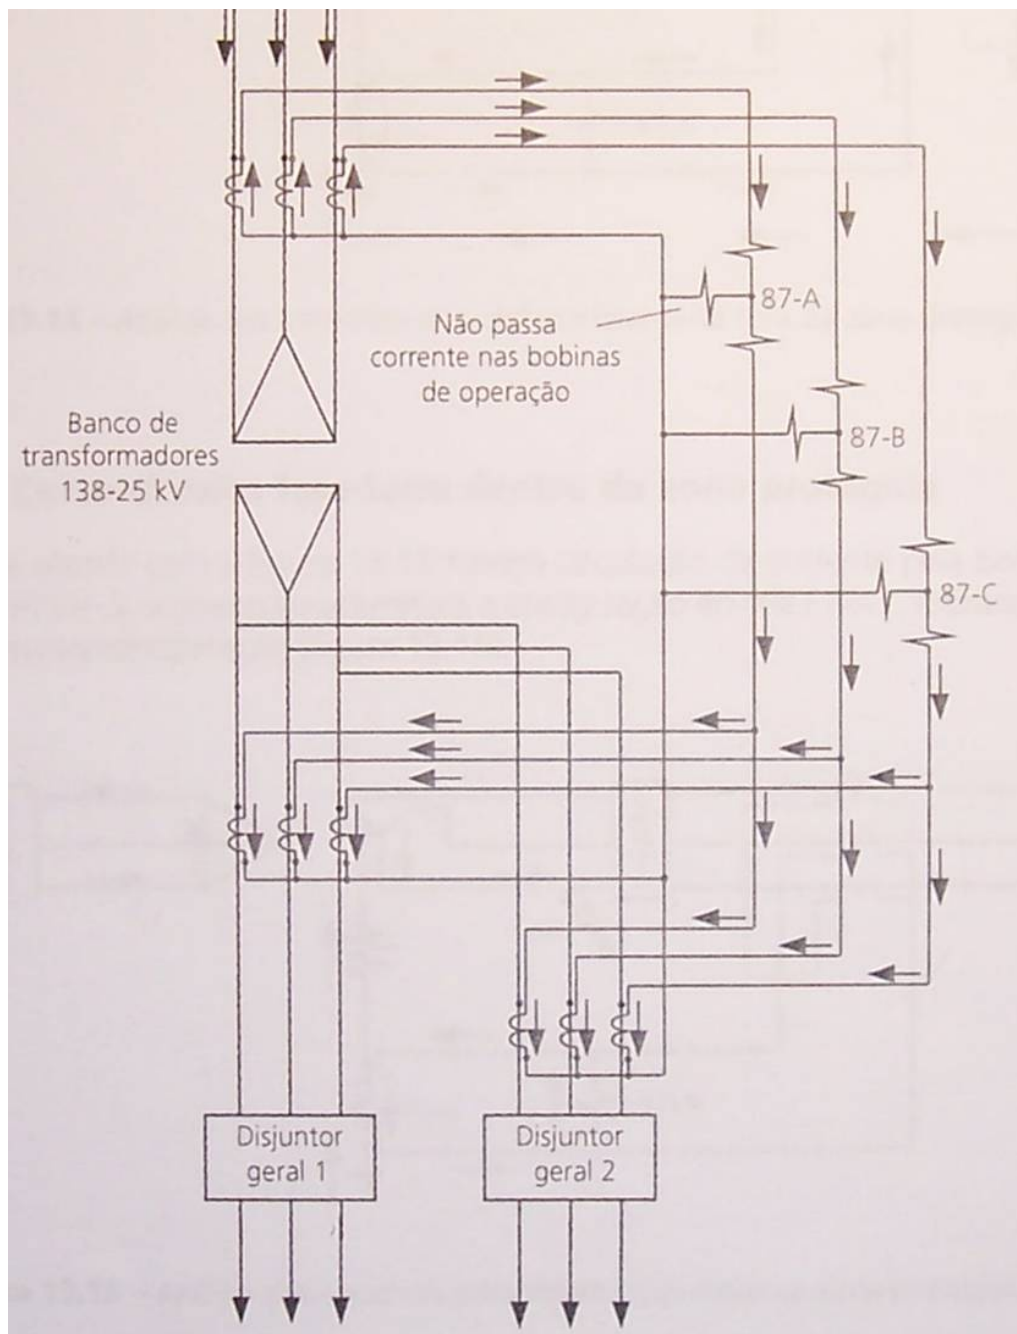 87-A
Não passa
corrente nas bobinas
de operação
87-B
Banco de
transformadores
138-25 kV
87-C
Disjuntor
geral 1
Disjuntor
geral 2